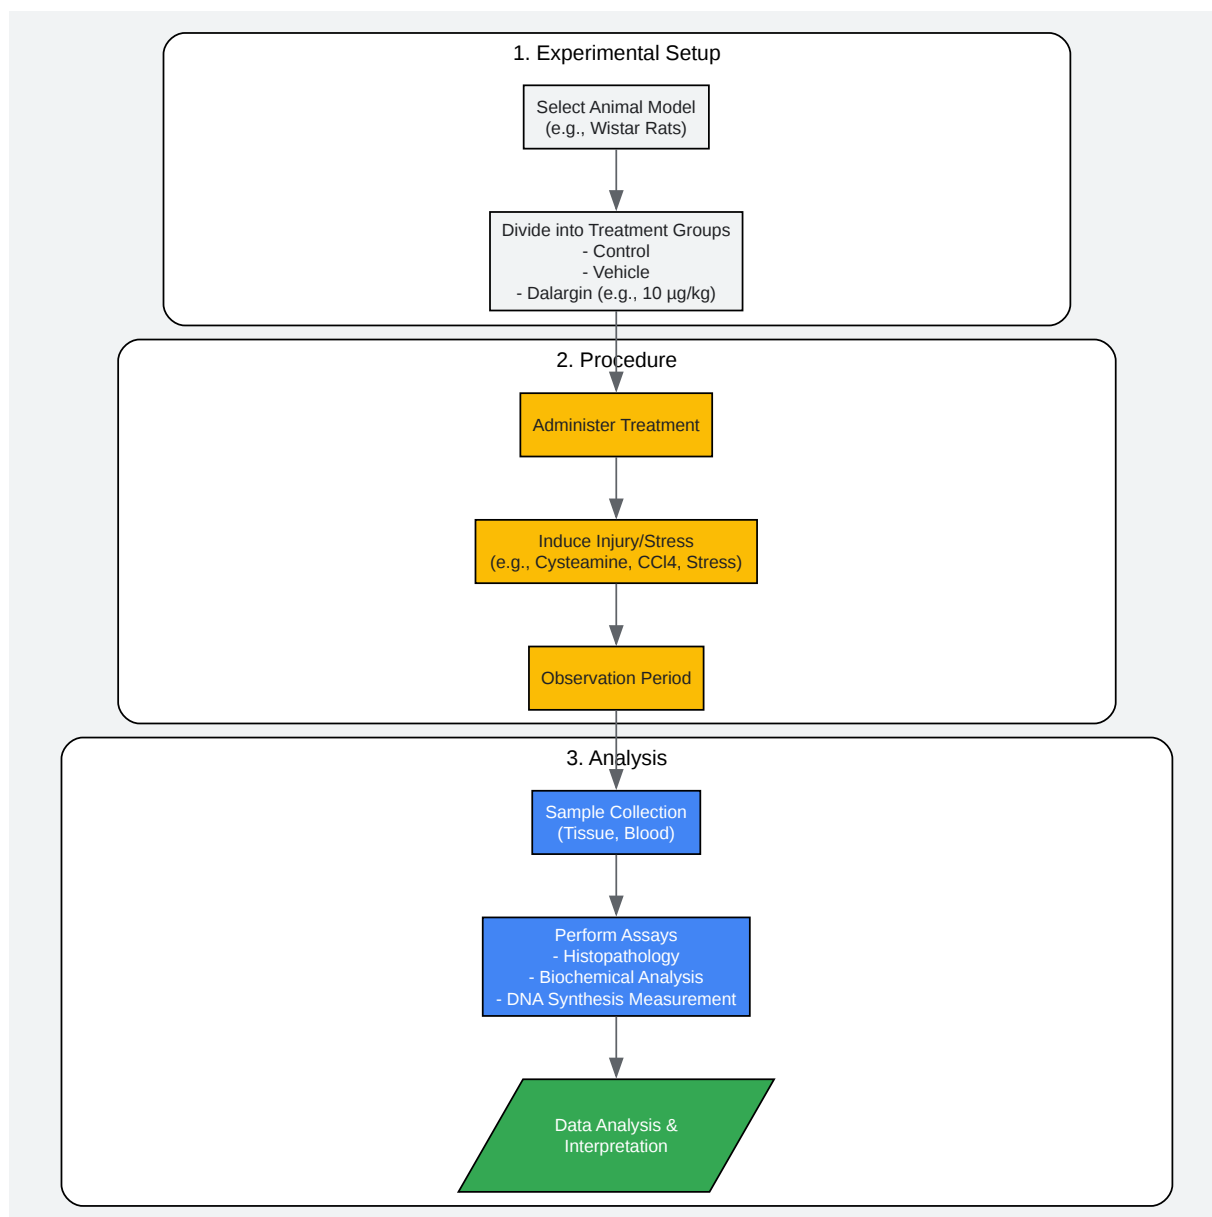 1. Experimental Setup
Select Animal Model
(e.g., Wistar Rats)
Divide into Treatment Groups
- Control
- Vehicle
- Dalargin (e.g., 10 µg/kg)
2. Procedure
Administer Treatment
Induce Injury/Stress
(e.g., Cysteamine, CCl4, Stress)
Observation Period
3. Analysis
Sample Collection
(Tissue, Blood)
Perform Assays
- Histopathology
- Biochemical Analysis
- DNA Synthesis Measurement
Data Analysis &
Interpretation